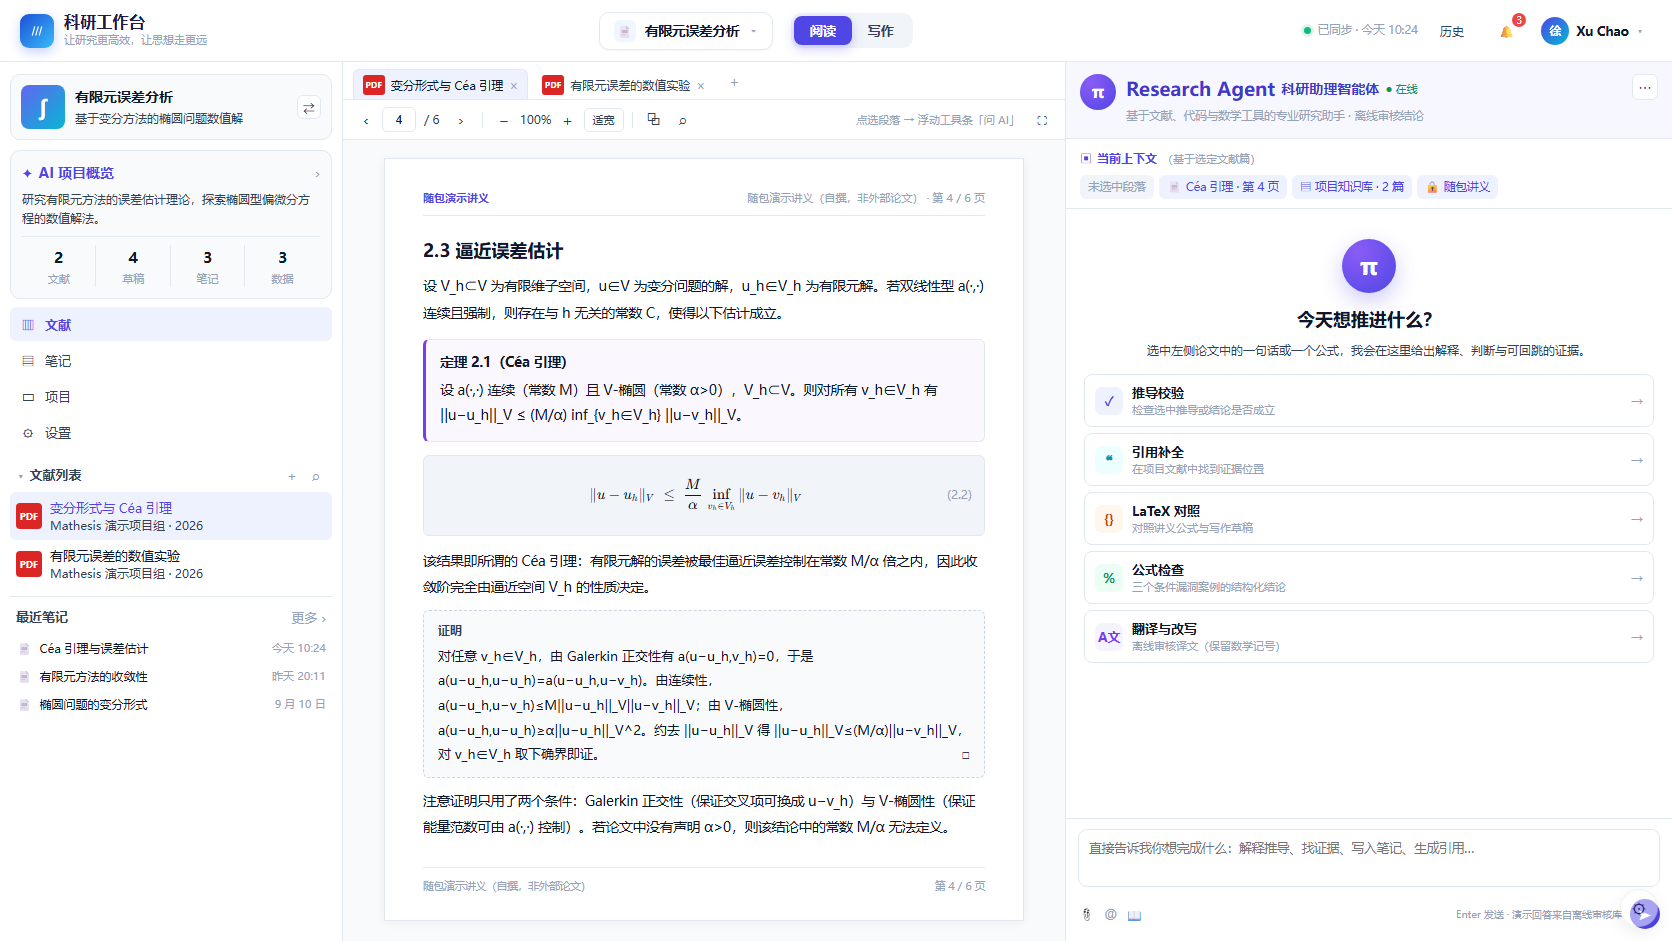 科研工作台
让研究更高效，让思想走更远
有限元误差分析
阅读
写作
已同步 · 今天 10:24
历史
3
徐
Xu Chao
有限元误差分析
基于变分方法的椭圆问题数值解
AI 项目概览
研究有限元方法的误差估计理论，探索椭圆型偏微分方
程的数值解法。
2 4 3 3
文献 草稿 笔记 数据
文献
笔记
项目
设置
文献列表
PDF 变分形式与 Céa 引理
Mathesis 演示项目组 · 2026
PDF 有限元误差的数值实验
Mathesis 演示项目组 · 2026
最近笔记 更多 ›
Céa 引理与误差估计 今天 10:24
有限元方法的收敛性 昨天 20:11
椭圆问题的变分形式 9 月 10 日
PDF 变分形式与 Céa 引理 ×
PDF 有限元误差的数值实验 ×
+
‹ 4 / 6 › − 100% + 适宽
点选段落 → 浮动工具条「问 AI」
随包演示讲义 随包演示讲义（自撰，非外部论文） · 第 4 / 6 页
2.3 逼近误差估计
设 V_h⊂V 为有限维子空间，u∈V 为变分问题的解，u_h∈V_h 为有限元解。若双线性型 a(·,·)
连续且强制，则存在与 h 无关的常数 C，使得以下估计成立。
定理 2.1（Céa 引理）
设 a(·,·) 连续（常数 M）且 V-椭圆（常数 α>0），V_h⊂V。则对所有 v_h∈V_h 有
||u−u_h||_V ≤ (M/α) inf_{v_h∈V_h} ||u−v_h||_V。
‖u − u_h‖_V ≤ M/α inf_{v_h∈V_h} ‖u − v_h‖_V (2.2)
该结果即所谓的 Céa 引理：有限元解的误差被最佳逼近误差控制在常数 M/α 倍之内，因此收
敛阶完全由逼近空间 V_h 的性质决定。
证明
对任意 v_h∈V_h，由 Galerkin 正交性有 a(u−u_h,v_h)=0，于是
a(u−u_h,u−u_h)=a(u−u_h,u−v_h)。由连续性，
a(u−u_h,u−v_h)≤M||u−u_h||_V||u−v_h||_V；由 V-椭圆性，
a(u−u_h,u−u_h)≥α||u−u_h||_V^2。约去 ||u−u_h||_V 得 ||u−u_h||_V≤(M/α)||u−v_h||_V，
对 v_h∈V_h 取下确界即证。 □
注意证明只用了两个条件：Galerkin 正交性（保证交叉项可换成 u−v_h）与 V-椭圆性（保证
能量范数可由 a(·,·) 控制）。若论文中没有声明 α>0，则该结论中的常数 M/α 无法定义。
随包演示讲义（自撰，非外部论文） 第 4 / 6 页
π
Research Agent 科研助理智能体 ● 在线
基于文献、代码与数学工具的专业研究助手 · 离线审核结论
当前上下文 （基于选定文献篇）
未选中段落 Céa 引理 · 第 4 页 项目知识库 · 2 篇 随包讲义
π
今天想推进什么？
选中左侧论文中的一句话或一个公式，我会在这里给出解释、判断与可回跳的证据。
✓ 推导校验 →
检查选中推导或结论是否成立
❝ 引用补全 →
在项目文献中找到证据位置
{} LaTeX 对照 →
对照讲义公式与写作草稿
% 公式检查 →
三个条件漏洞案例的结构化结论
A文 翻译与改写 →
离线审核译文（保留数学记号）
直接告诉我你想完成什么：解释推导、找证据、写入笔记、生成引用...
@
Enter 发送 · 演示回答来自离线审核库